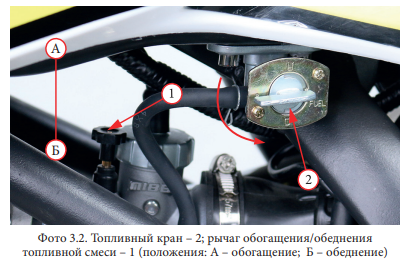 А
1
Б
FUEL
2
Фото 3.2. Топливный кран – 2; рычаг обогащения/обеднения
топливной смеси – 1 (положения: А – обогащение; Б – обеднение)